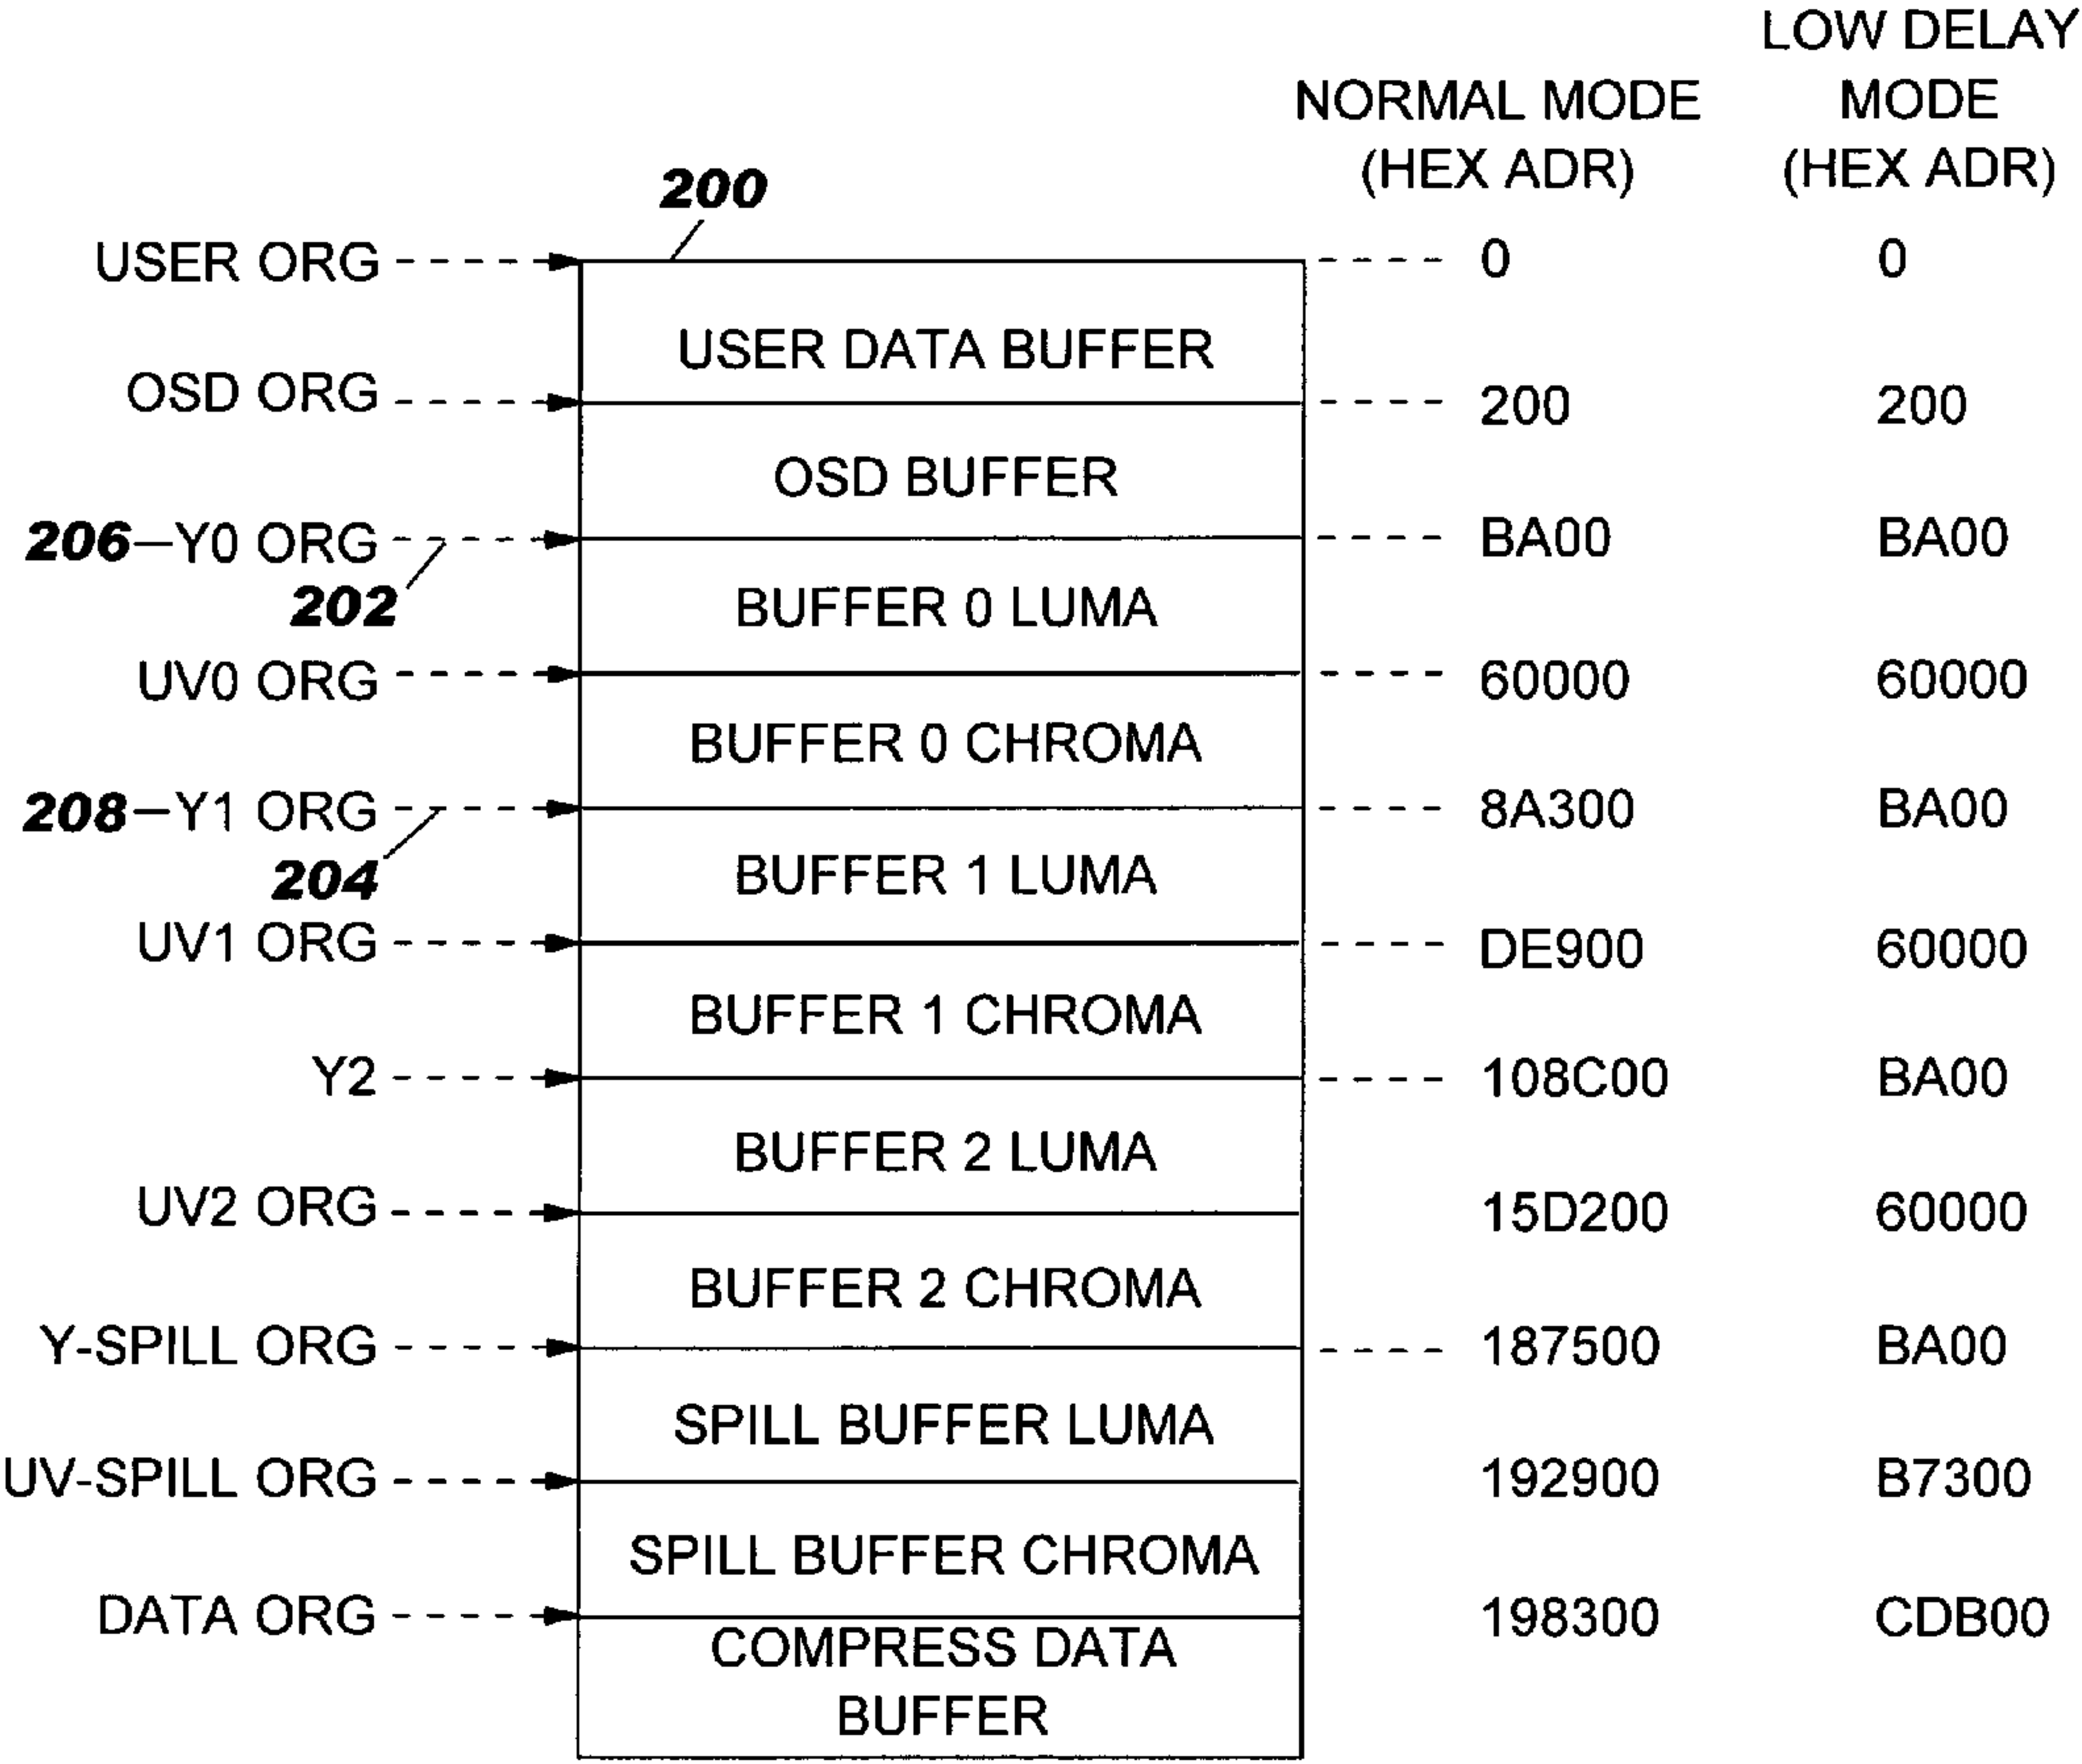 LOW DELAY
NORMAL MODE MODE
(HEX ADR) (HEX ADR)
200
USER ORG 0 0
USER DATA BUFFER
OSD ORG 200 200
OSD BUFFER
206—Y0 ORG BA00 BA00
202
BUFFER 0 LUMA
UV0 ORG 60000 60000
BUFFER 0 CHROMA
208—Y1 ORG 8A300 BA00
204
BUFFER 1 LUMA
UV1 ORG DE900 60000
BUFFER 1 CHROMA
Y2 108C00 BA00
BUFFER 2 LUMA
UV2 ORG 15D200 60000
BUFFER 2 CHROMA
Y-SPILL ORG 187500 BA00
SPILL BUFFER LUMA
UV-SPILL ORG 192900 B7300
SPILL BUFFER CHROMA
DATA ORG 198300 CDB00
COMPRESS DATA
BUFFER